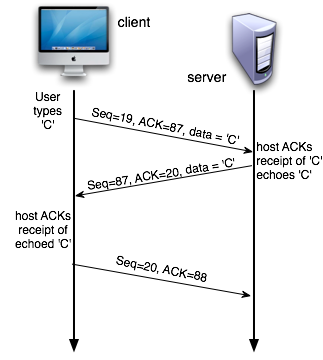 client
server
User
types
'C'
Seq=19, ACK=87, data = 'C'
host ACKs
receipt of 'C'
echoes 'C'
Seq=87, ACK=20, data = 'C'
host ACKs
receipt of
echoed 'C'
Seq=20, ACK=88